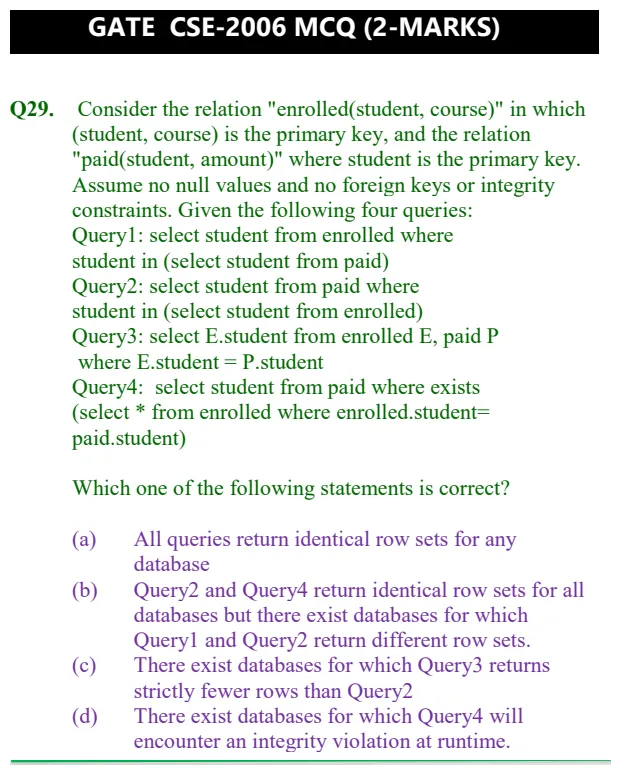 GATE CSE-2006 MCQ (2-MARKS)
Q29. Consider the relation "enrolled(student, course)" in which
(student, course) is the primary key, and the relation
"paid(student, amount)" where student is the primary key.
Assume no null values and no foreign keys or integrity
constraints. Given the following four queries:
Query1: select student from enrolled where
student in (select student from paid)
Query2: select student from paid where
student in (select student from enrolled)
Query3: select E.student from enrolled E, paid P
where E.student = P.student
Query4: select student from paid where exists
(select * from enrolled where enrolled.student=
paid.student)
Which one of the following statements is correct?
(a) All queries return identical row sets for any
database
(b) Query2 and Query4 return identical row sets for all
databases but there exist databases for which
Query1 and Query2 return different row sets.
(c) There exist databases for which Query3 returns
strictly fewer rows than Query2
(d) There exist databases for which Query4 will
encounter an integrity violation at runtime.